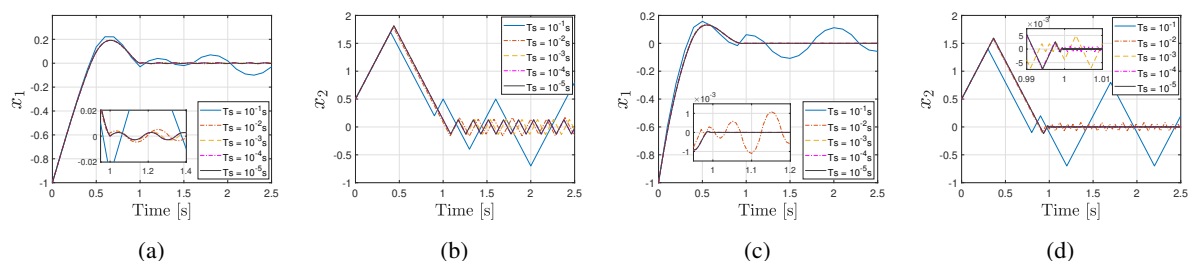 0.2
0
-0.2
-0.4
-0.6
-0.8
-1
x₁
0.02
0
-0.02
1
1.2
1.4
Ts = 10⁻¹s
Ts = 10⁻²s
Ts = 10⁻³s
Ts = 10⁻⁴s
Ts = 10⁻⁵s
0 0.5 1 1.5 2 2.5
Time [s]
(a)
2
1.5
1
0.5
0
-0.5
-1
x₂
Ts = 10⁻¹s
Ts = 10⁻²s
Ts = 10⁻³s
Ts = 10⁻⁴s
Ts = 10⁻⁵s
0 0.5 1 1.5 2 2.5
Time [s]
(b)
0.2
0
-0.2
-0.4
-0.6
-0.8
-1
x₁
×10⁻³
1
0
-1
1 1.1 1.2
Ts = 10⁻¹s
Ts = 10⁻²s
Ts = 10⁻³s
Ts = 10⁻⁴s
Ts = 10⁻⁵s
0 0.5 1 1.5 2 2.5
Time [s]
(c)
2
1.5
1
0.5
0
-0.5
-1
x₂
×10⁻³
5
0
-5
0.99 1 1.01
Ts = 10⁻¹
Ts = 10⁻²
Ts = 10⁻³
Ts = 10⁻⁴
Ts = 10⁻⁵
0 0.5 1 1.5 2 2.5
Time [s]
(d)